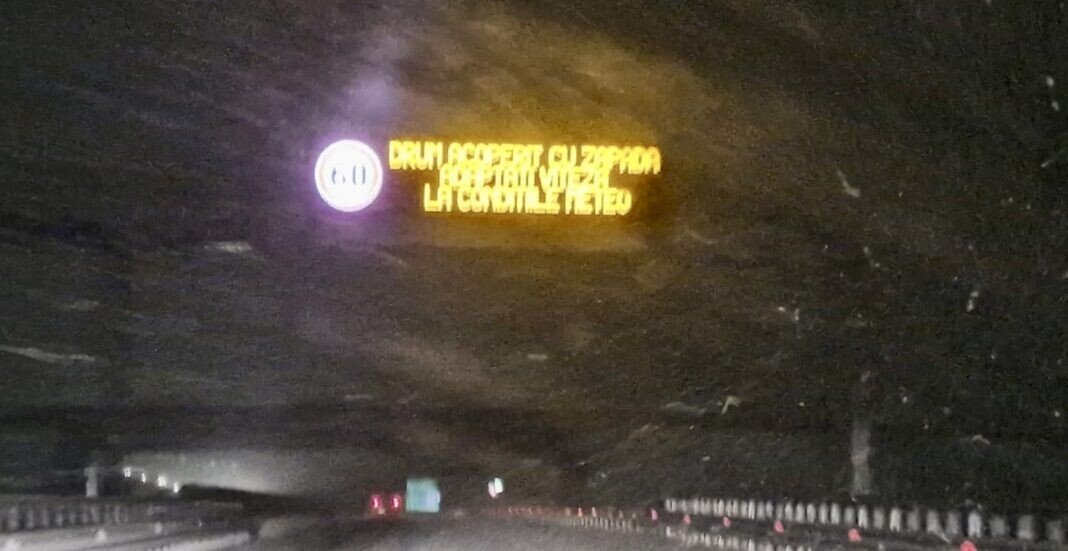 60
DRUM ACOPERIT CU ZAPADA
ADAPTATI VITEZA
LA CONDITIILE METEO